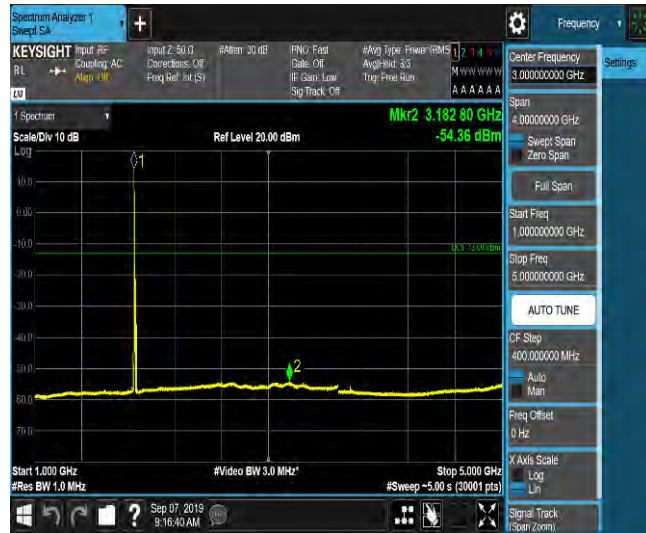 Spectrum Analyzer 1
Swept SA
Frequency
KEYSIGHT Input: RF
RL
Coupling: AC
Align: Off
Input Z: 50 Ω
Corrections: Off
Freq Ref: Int (S)
#Atten: 30 dB
PNO: Fast
Gate: Off
IF Gain: Low
Sig Track: Off
#Avg Type: Power (RMS
Avg|Hold: 3/3
Trig: Free Run
M W W W W W
A A A A A A
LXI
Center Frequency
3.000000000 GHz
Settings
Span
4.00000000 GHz
Swept Span
Zero Span
Full Span
Start Freq
1.000000000 GHz
Stop Freq
5.000000000 GHz
AUTO TUNE
CF Step
400.000000 MHz
Auto
Man
Freq Offset
0 Hz
X Axis Scale
Log
Lin
Signal Track
(Span Zoom)
1 Spectrum
Scale/Div 10 dB
Log
Ref Level 20.00 dBm
Mkr2 3.182 80 GHz
-54.36 dBm
1
10.0
0.00
-10.0
DL1 -13.00 dBm
-20.0
-30.0
-40.0
-50.0
2
-60.0
-70.0
Start 1.000 GHz
#Res BW 1.0 MHz
#Video BW 3.0 MHz*
Stop 5.000 GHz
#Sweep ~5.00 s (30001 pts)
?
Sep 07, 2019
9:16:40 AM